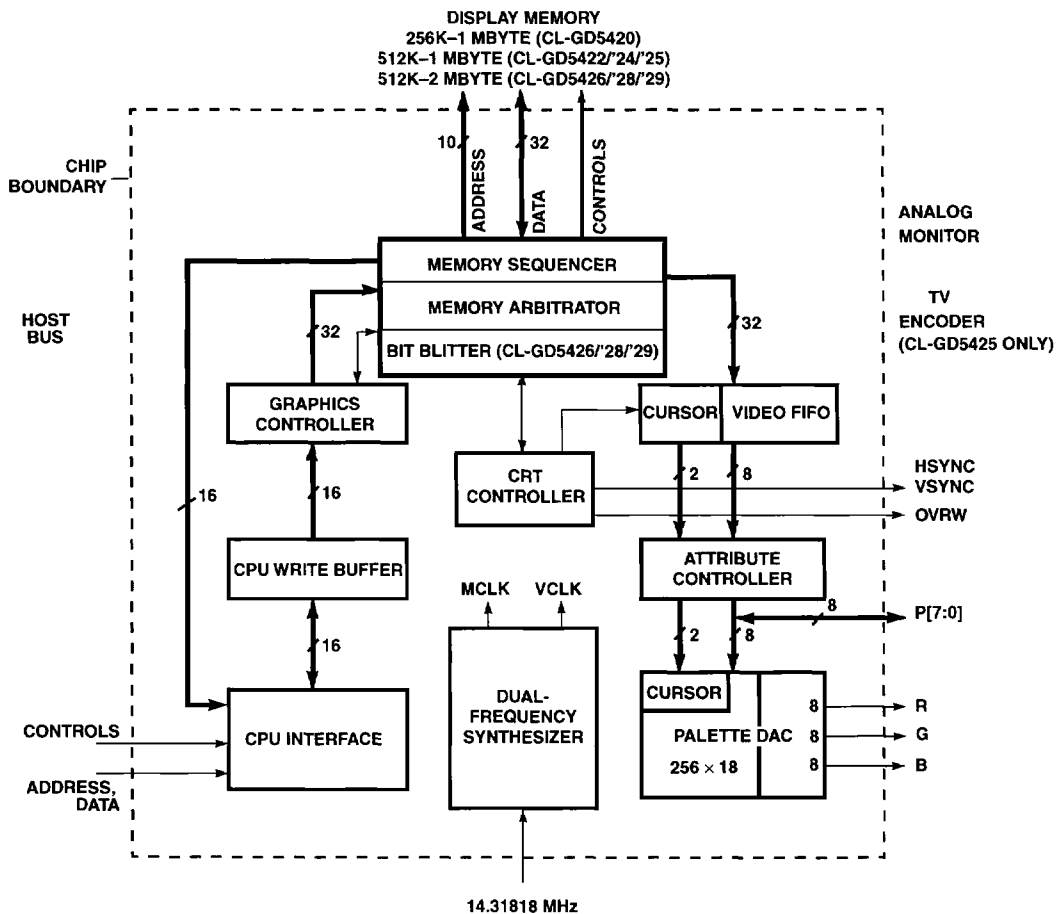 DISPLAY MEMORY
256K–1 MBYTE (CL-GD5420)
512K–1 MBYTE (CL-GD5422/'24/'25)
512K–2 MBYTE (CL-GD5426/'28/'29)
10
32
ADDRESS
DATA
CONTROLS
CHIP
BOUNDARY
ANALOG
MONITOR
MEMORY SEQUENCER
MEMORY ARBITRATOR
BIT BLITTER (CL-GD5426/'28/'29)
HOST
BUS
32
32
TV
ENCODER
(CL-GD5425 ONLY)
GRAPHICS
CONTROLLER
CURSOR
VIDEO FIFO
CRT
CONTROLLER
2
8
HSYNC
VSYNC
OVRW
16
16
CPU WRITE BUFFER
ATTRIBUTE
CONTROLLER
MCLK
VCLK
8
P[7:0]
16
2
8
DUAL-
FREQUENCY
SYNTHESIZER
CURSOR
PALETTE DAC
256 × 18
8
R
8
G
8
B
CONTROLS
CPU INTERFACE
ADDRESS,
DATA
14.31818 MHz